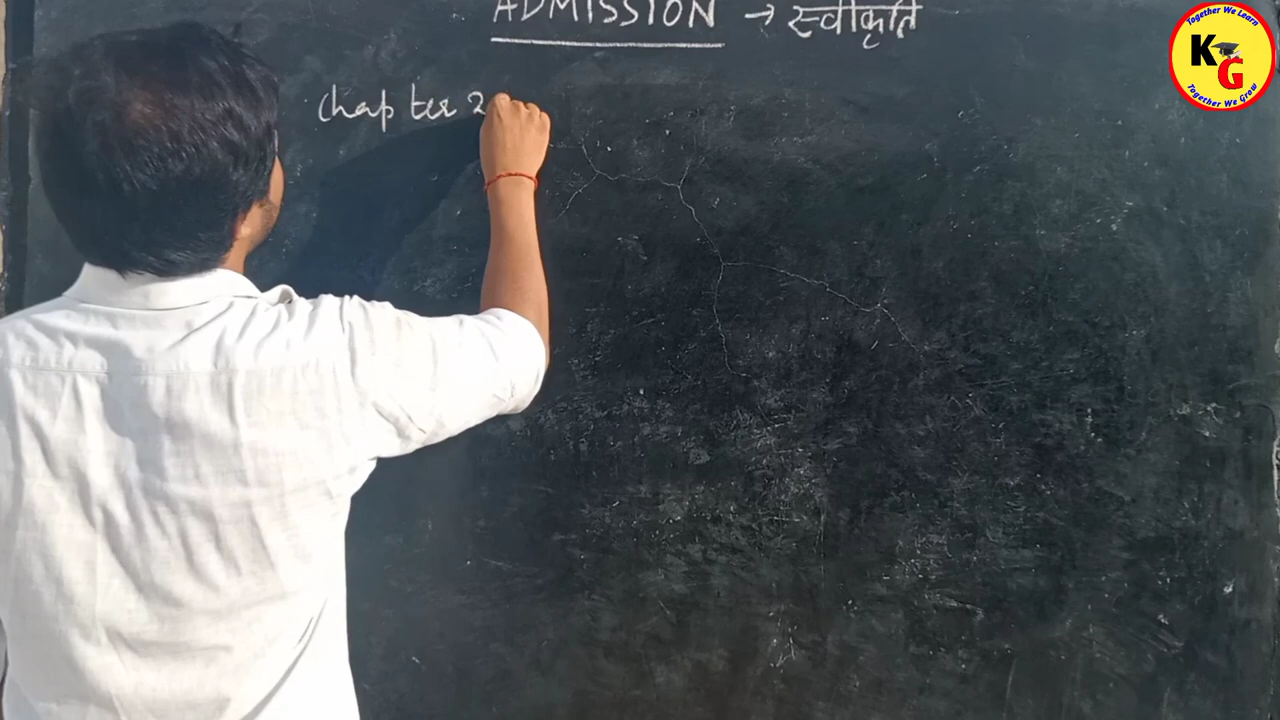 ADMISSION → स्वीकृति
Chapter 2
Together We Learn
KG
Together We Grow